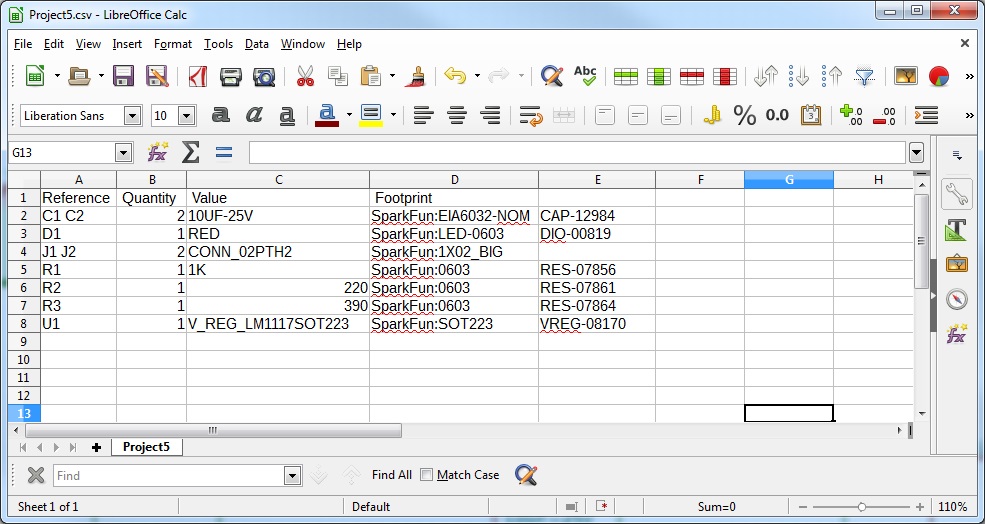 Project5.csv - LibreOffice Calc
File Edit View Insert Format Tools Data Window Help
Abc
Liberation Sans 10 a a a a % 0.0 0.00 0.00
G13
A B C D E F G H
1 Reference Quantity Value Footprint
2 C1 C2 2 10UF-25V SparkFun:EIA6032-NOM CAP-12984
3 D1 1 RED SparkFun:LED-0603 DIO-00819
4 J1 J2 2 CONN_02PTH2 SparkFun:1X02_BIG
5 R1 1 1K SparkFun:0603 RES-07856
6 R2 1 220 SparkFun:0603 RES-07861
7 R3 1 390 SparkFun:0603 RES-07864
8 U1 1 V_REG_LM1117SOT223 SparkFun:SOT223 VREG-08170
9
10
11
12
13
Project5
Find Find All Match Case
Sheet 1 of 1 Default Sum=0 110%